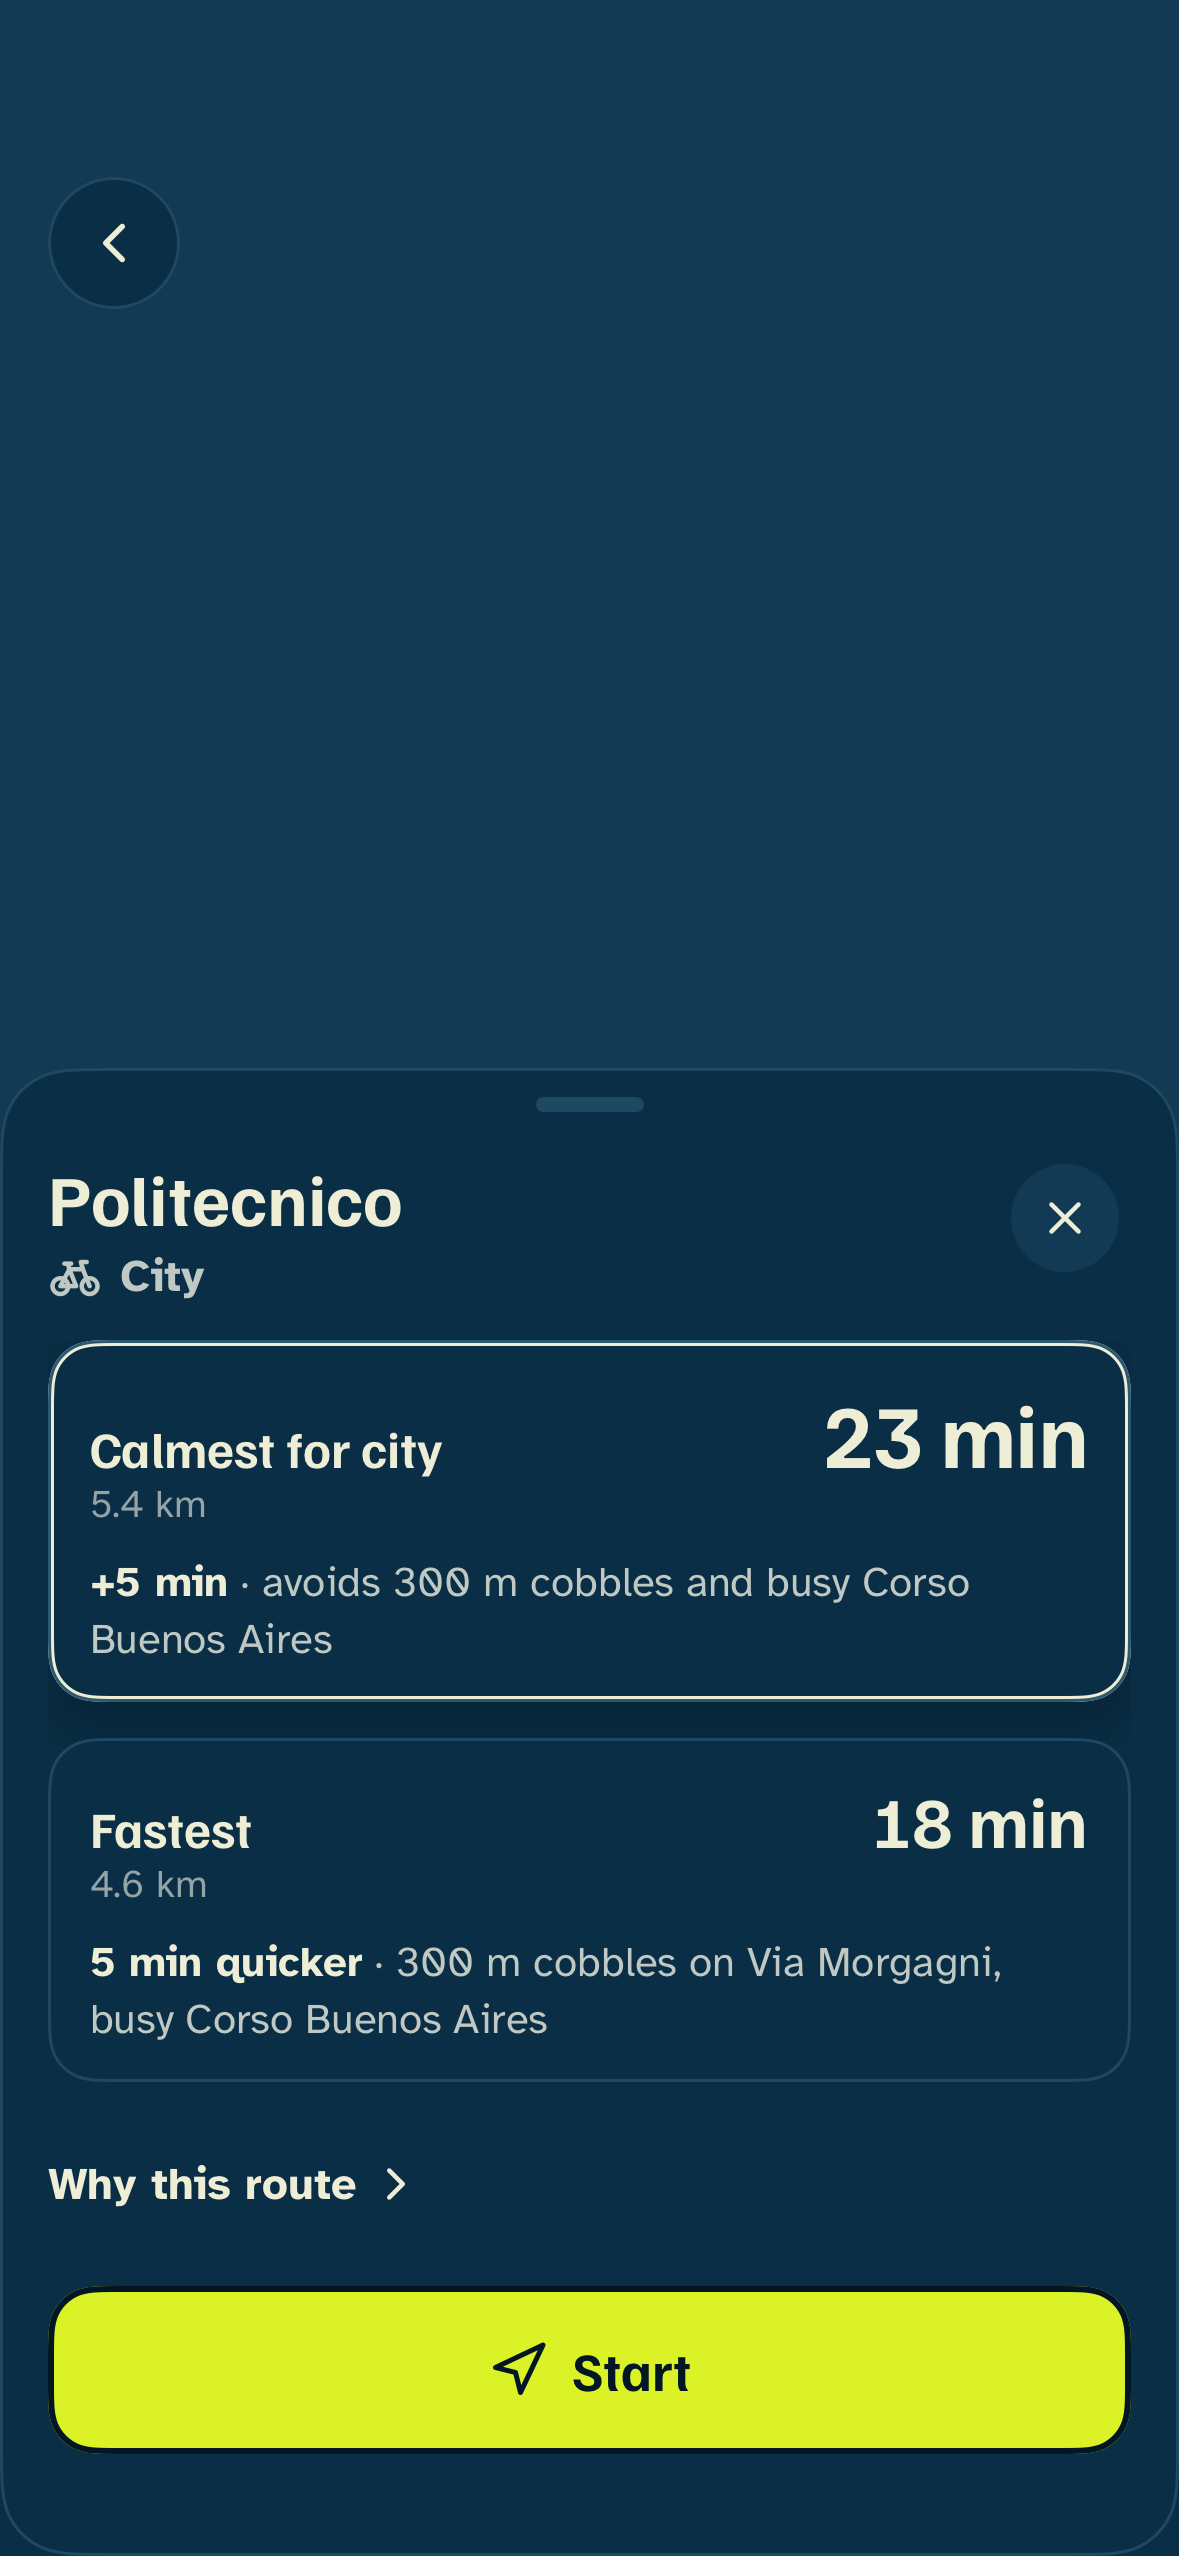 Politecnico
City
Calmest for city
23 min
5.4 km
+5 min · avoids 300 m cobbles and busy Corso
Buenos Aires
Fastest
18 min
4.6 km
5 min quicker · 300 m cobbles on Via Morgagni,
busy Corso Buenos Aires
Why this route
Start